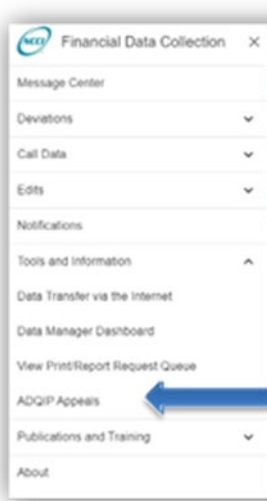 NCCI
Financial Data Collection ×
Message Center
Deviations
Call Data
Edits
Notifications
Tools and Information
Data Transfer via the Internet
Data Manager Dashboard
View Print/Report Request Queue
ADQIP Appeals
Publications and Training
About